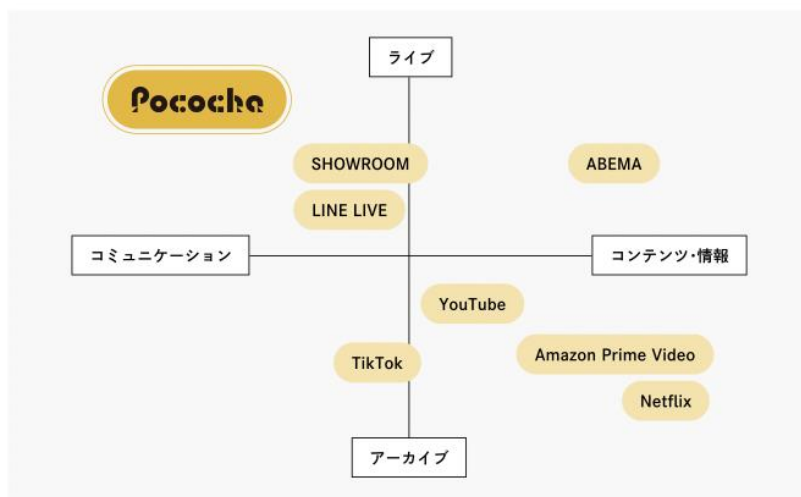 ライブ
Pococha
SHOWROOM
ABEMA
LINE LIVE
コミュニケーション
コンテンツ・情報
YouTube
Amazon Prime Video
TikTok
Netflix
アーカイブ